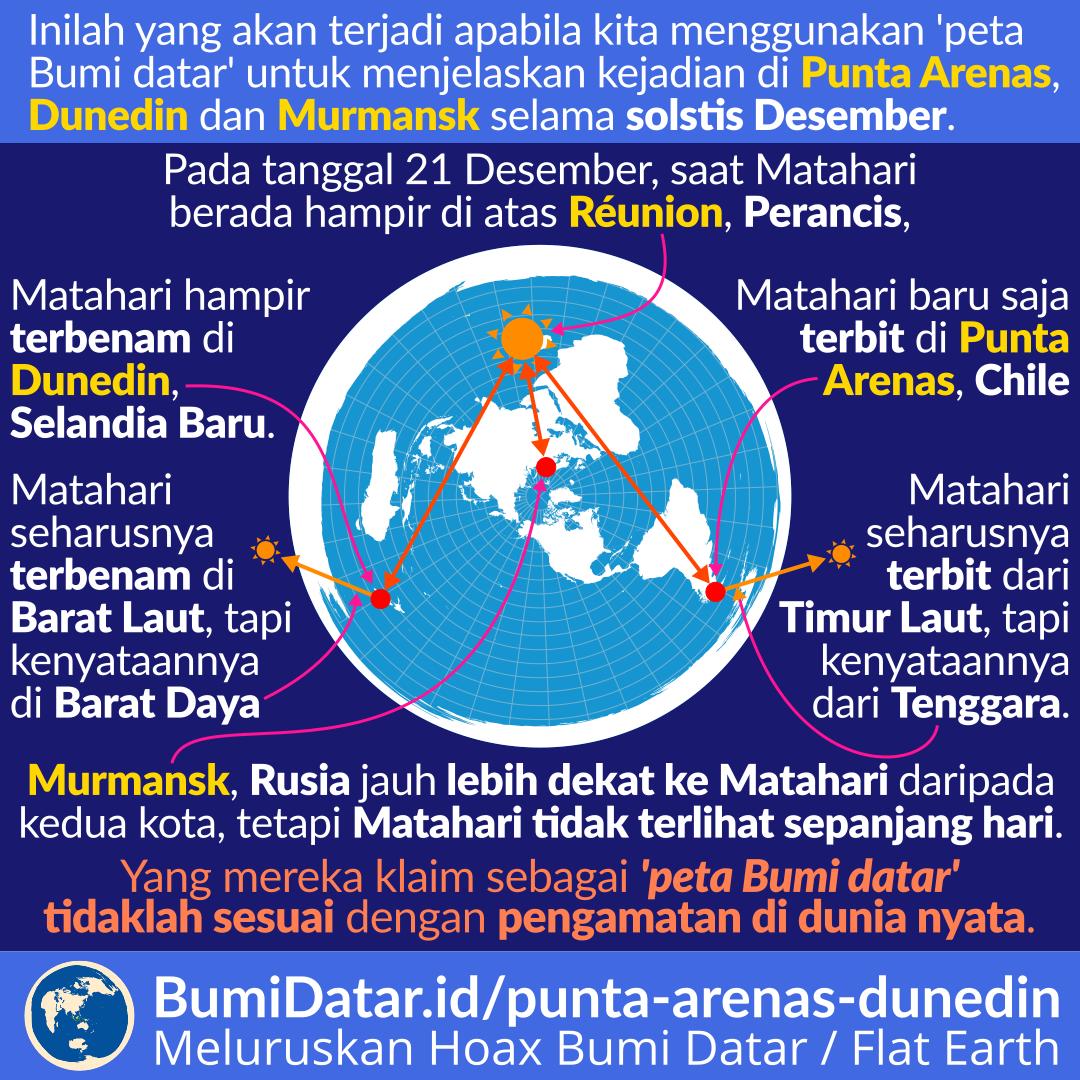 Inilah yang akan terjadi apabila kita menggunakan 'peta
Bumi datar' untuk menjelaskan kejadian di Punta Arenas,
Dunedin dan Murmansk selama solstis Desember.
Pada tanggal 21 Desember, saat Matahari
berada hampir di atas Réunion, Perancis,
Matahari hampir
terbenam di
Dunedin,
Selandia Baru.
Matahari baru saja
terbit di Punta
Arenas, Chile
Matahari
seharusnya
terbenam di
Barat Laut, tapi
kenyataannya
di Barat Daya
Matahari
seharusnya
terbit dari
Timur Laut, tapi
kenyataannya
dari Tenggara.
Murmansk, Rusia jauh lebih dekat ke Matahari daripada
kedua kota, tetapi Matahari tidak terlihat sepanjang hari.
Yang mereka klaim sebagai 'peta Bumi datar'
tidaklah sesuai dengan pengamatan di dunia nyata.
BumiDatar.id/punta-arenas-dunedin
Meluruskan Hoax Bumi Datar / Flat Earth